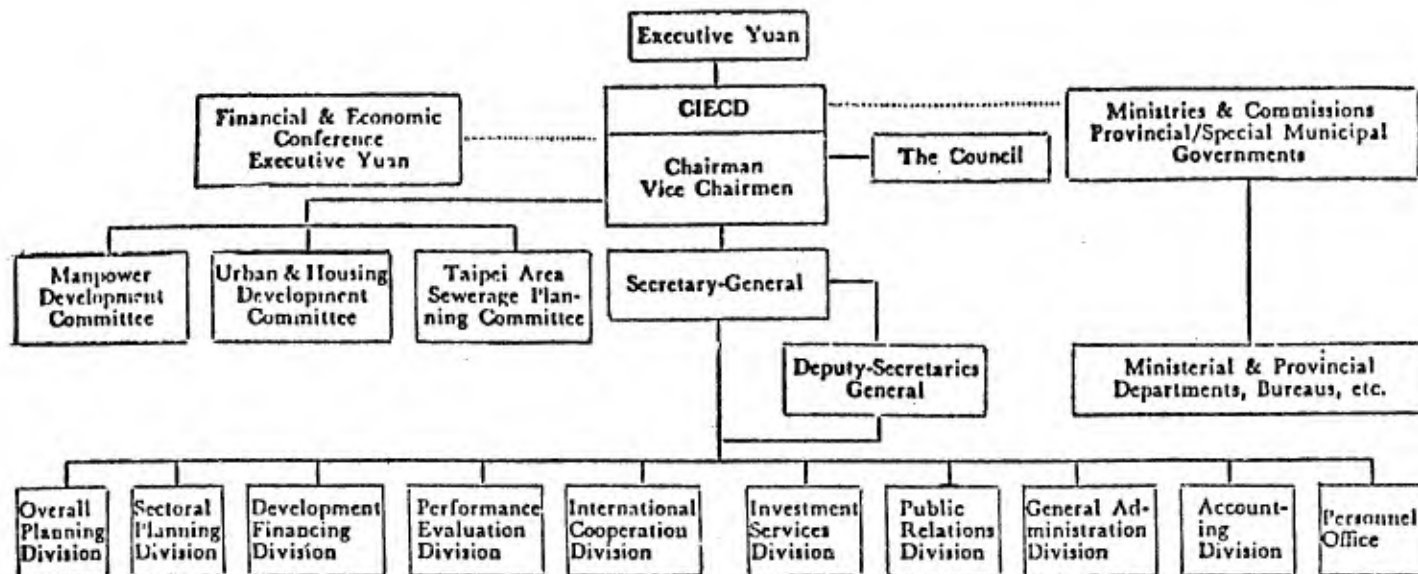 Executive Yuan
Financial & Economic
Conference
Executive Yuan
CIECD
Chairman
Vice Chairmen
The Council
Ministries & Commissions
Provincial/Special Municipal
Governments
Manpower
Development
Committee
Urban & Housing
Development
Committee
Taipei Area
Sewerage Plan-
ning Committee
Secretary-General
Deputy-Secretaries
General
Ministerial & Provincial
Departments, Bureaus, etc.
Overall
Planning
Division
Sectoral
Planning
Division
Development
Financing
Division
Performance
Evaluation
Division
International
Cooperation
Division
Investment
Services
Division
Public
Relations
Division
General Ad-
ministration
Division
Account-
ing
Division
Personnel
Office